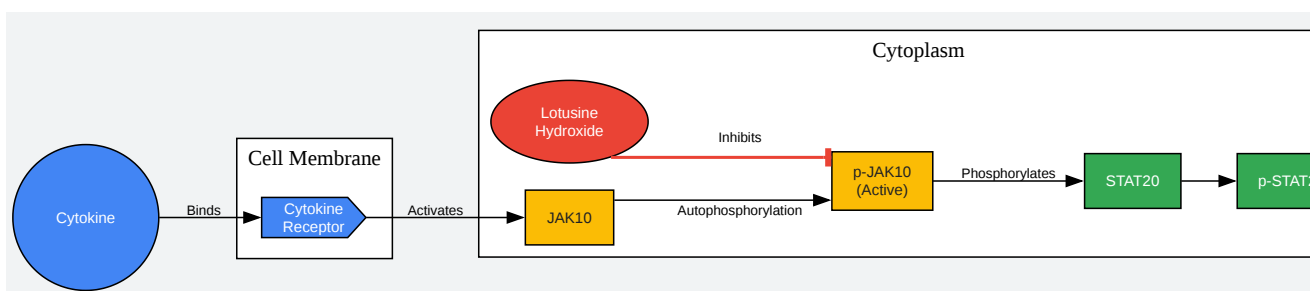 Cytoplasm
Lotusine
Hydroxide
Inhibits
Cell Membrane
p-JAK10
(Active)
Phosphorylates
STAT20
Cytokine
Binds
Cytokine
Receptor
Activates
JAK10
Autophosphorylation